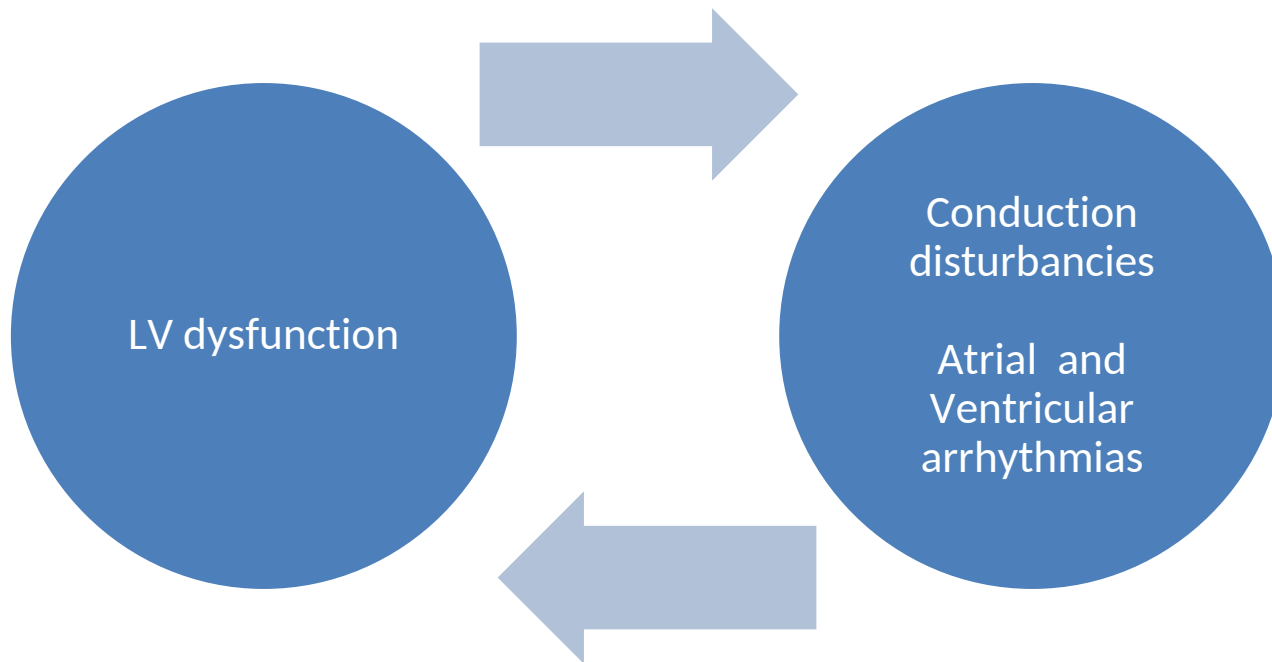 LV dysfunction
Conduction
disturbancies
Atrial  and
Ventricular
arrhythmias